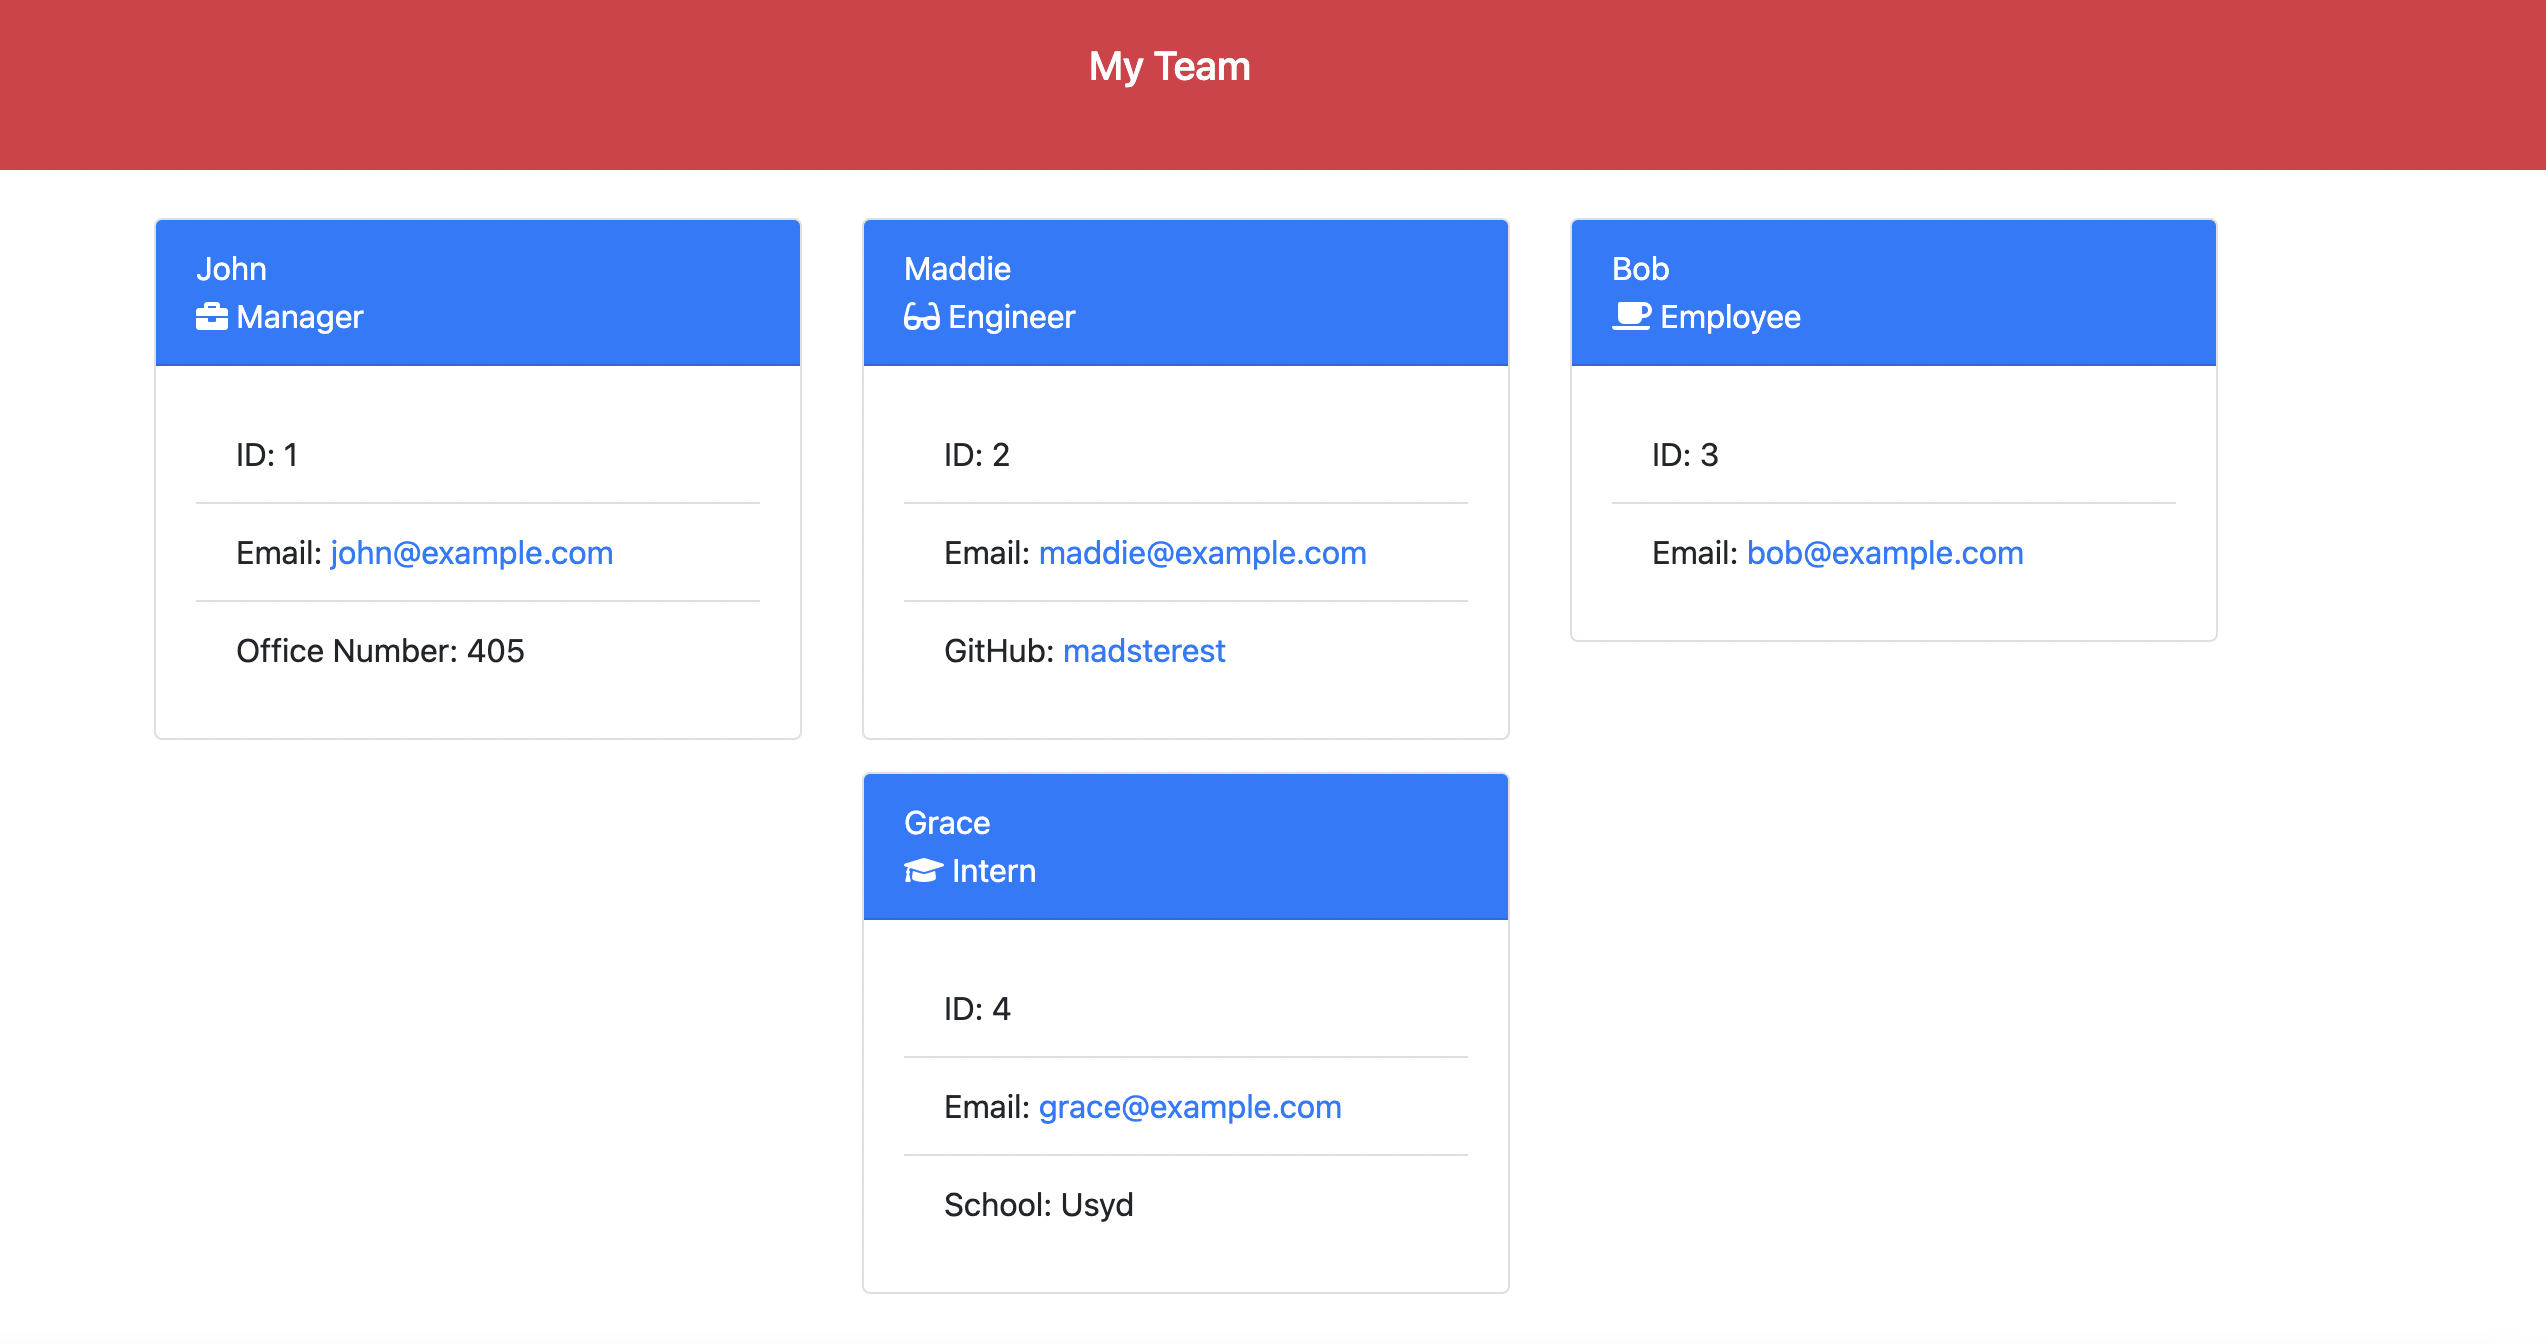 My Team
John
Manager
ID: 1
Email: john@example.com
Office Number: 405
Maddie
Engineer
ID: 2
Email: maddie@example.com
GitHub: madsterest
Bob
Employee
ID: 3
Email: bob@example.com
Grace
Intern
ID: 4
Email: grace@example.com
School: Usyd